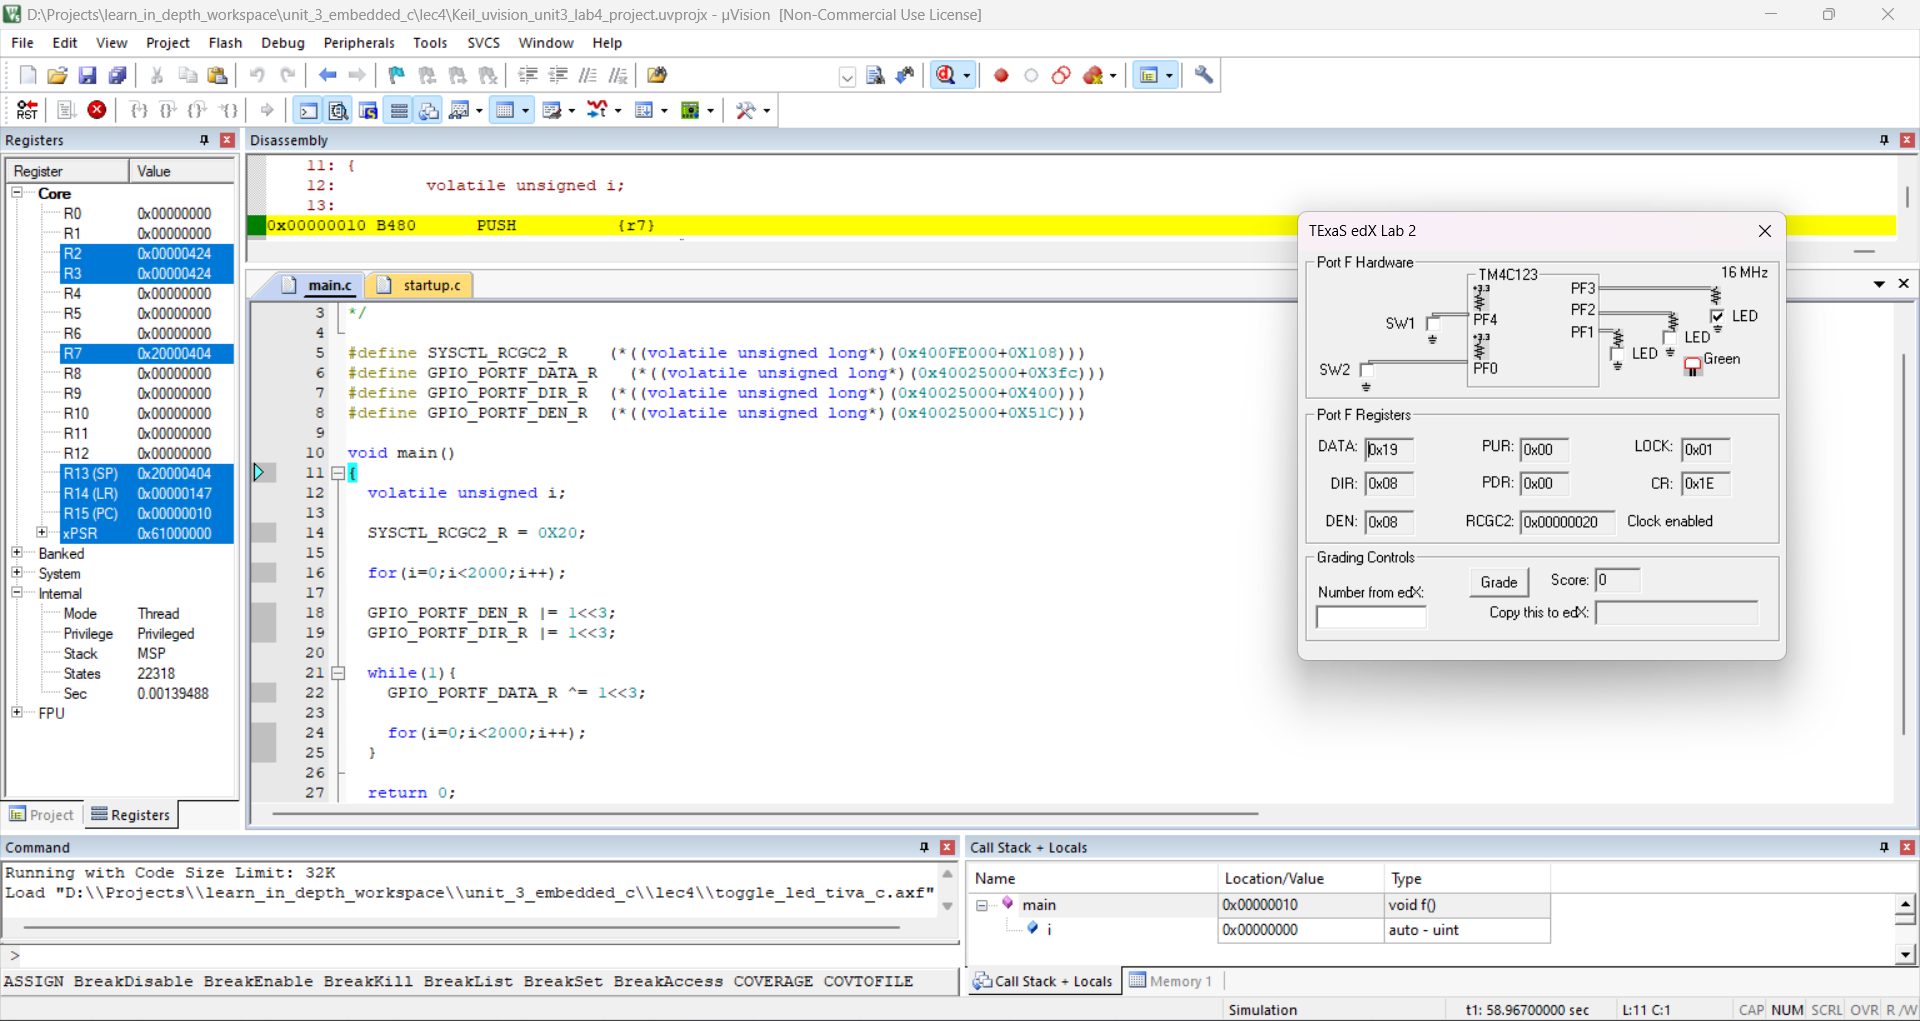 D:\Projects\learn_in_depth_workspace\unit_3_embedded_c\lec4\Keil_uvision_unit3_lab4_project.uvprojx - µVision [Non-Commercial Use License]
File Edit View Project Flash Debug Peripherals Tools SVCS Window Help
RST
Registers
Register Value
Core
R0 0x00000000
R1 0x00000000
R2 0x00000424
R3 0x00000424
R4 0x00000000
R5 0x00000000
R6 0x00000000
R7 0x20000404
R8 0x00000000
R9 0x00000000
R10 0x00000000
R11 0x00000000
R12 0x00000000
R13 (SP) 0x20000404
R14 (LR) 0x00000147
R15 (PC) 0x00000010
xPSR 0x61000000
Banked
System
Internal
Mode Thread
Privilege Privileged
Stack MSP
States 22318
Sec 0.00139488
FPU
Project Registers
Disassembly
11: {
12: volatile unsigned i;
13:
0x00000010 B480 PUSH {r7}
main.c startup.c
3 */
4
5 #define SYSCTL_RCGC2_R (*((volatile unsigned long*)(0x400FE000+0X108)))
6 #define GPIO_PORTF_DATA_R (*((volatile unsigned long*)(0x40025000+0X3fc)))
7 #define GPIO_PORTF_DIR_R (*((volatile unsigned long*)(0x40025000+0X400)))
8 #define GPIO_PORTF_DEN_R (*((volatile unsigned long*)(0x40025000+0X51C)))
9
10 void main()
11 {
12 volatile unsigned i;
13
14 SYSCTL_RCGC2_R = 0X20;
15
16 for(i=0;i<2000;i++);
17
18 GPIO_PORTF_DEN_R |= 1<<3;
19 GPIO_PORTF_DIR_R |= 1<<3;
20
21 while(1){
22 GPIO_PORTF_DATA_R ^= 1<<3;
23
24 for(i=0;i<2000;i++);
25 }
26
27 return 0;
TExaS edX Lab 2
Port F Hardware
TM4C123 16 MHz
+3.3 PF3
SW1 PF4 PF2 LED
+3.3 PF1 LED
LED Green
SW2 PF0
Port F Registers
DATA: 0x19 PUR: 0x00 LOCK: 0x01
DIR: 0x08 PDR: 0x00 CR: 0x1E
DEN: 0x08 RCGC2: 0x00000020 Clock enabled
Grading Controls
Number from edX: Grade Score: 0
Copy this to edX:
Command
Running with Code Size Limit: 32K
Load "D:\\Projects\\learn_in_depth_workspace\\unit_3_embedded_c\\lec4\\toggle_led_tiva_c.axf"
>
ASSIGN BreakDisable BreakEnable BreakKill BreakList BreakSet BreakAccess COVERAGE COVTOFILE
Call Stack + Locals
Name Location/Value Type
main 0x00000010 void f()
i 0x00000000 auto - uint
Call Stack + Locals Memory 1
Simulation t1: 58.96700000 sec L:11 C:1 CAP NUM SCRL OVR R/W